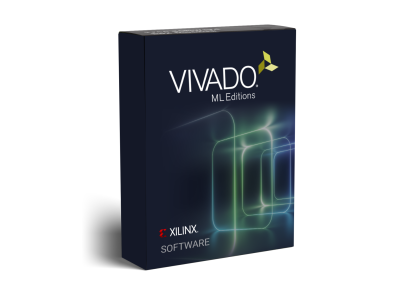 VIVADO.
ML Editions
XILINX.
SOFTWARE